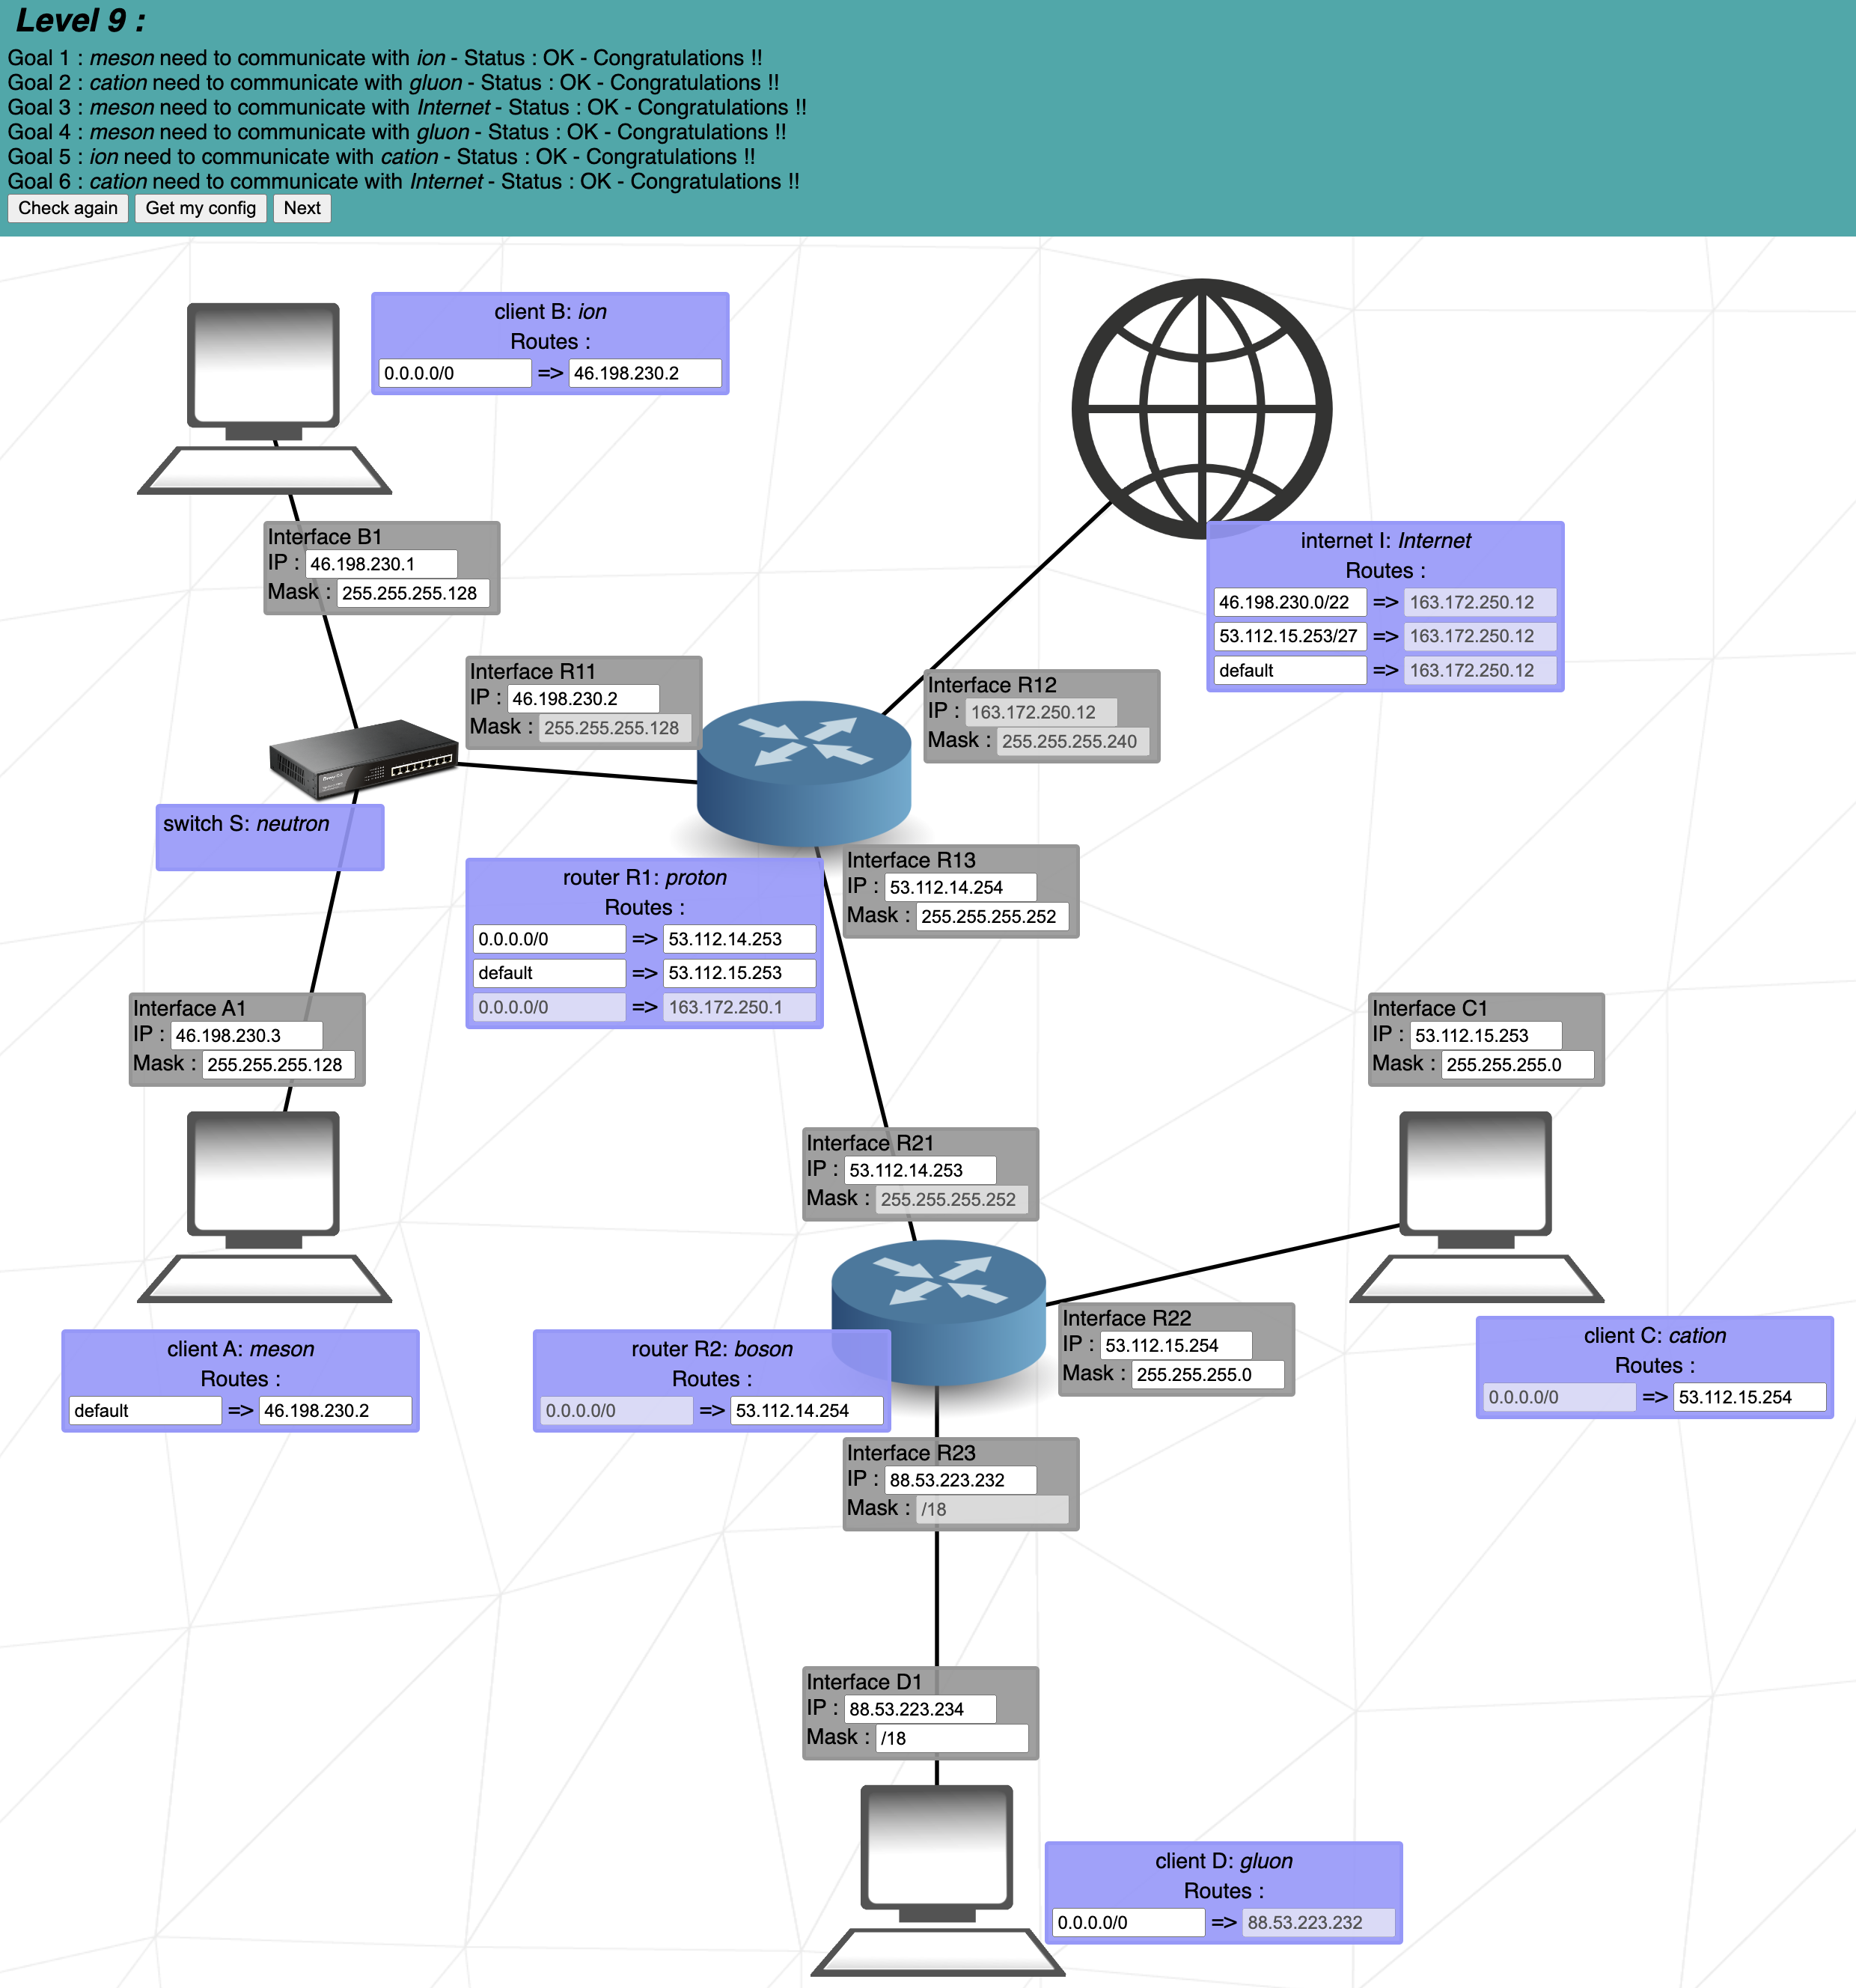 Level 9 :
Goal 1 : meson need to communicate with ion - Status : OK - Congratulations !!
Goal 2 : cation need to communicate with gluon - Status : OK - Congratulations !!
Goal 3 : meson need to communicate with Internet - Status : OK - Congratulations !!
Goal 4 : meson need to communicate with gluon - Status : OK - Congratulations !!
Goal 5 : ion need to communicate with cation - Status : OK - Congratulations !!
Goal 6 : cation need to communicate with Internet - Status : OK - Congratulations !!
Check again Get my config Next
client B: ion
Routes :
0.0.0.0/0 => 46.198.230.2
Interface B1
IP : 46.198.230.1
Mask : 255.255.255.128
internet I: Internet
Routes :
46.198.230.0/22 => 163.172.250.12
53.112.15.253/27 => 163.172.250.12
default => 163.172.250.12
Interface R11
IP : 46.198.230.2
Mask : 255.255.255.128
Interface R12
IP : 163.172.250.12
Mask : 255.255.255.240
switch S: neutron
Interface R13
IP : 53.112.14.254
Mask : 255.255.255.252
router R1: proton
Routes :
0.0.0.0/0 => 53.112.14.253
default => 53.112.15.253
0.0.0.0/0 => 163.172.250.1
Interface A1
IP : 46.198.230.3
Mask : 255.255.255.128
Interface C1
IP : 53.112.15.253
Mask : 255.255.255.0
Interface R21
IP : 53.112.14.253
Mask : 255.255.255.252
Interface R22
IP : 53.112.15.254
Mask : 255.255.255.0
client A: meson
Routes :
default => 46.198.230.2
router R2: boson
Routes :
0.0.0.0/0 => 53.112.14.254
client C: cation
Routes :
0.0.0.0/0 => 53.112.15.254
Interface R23
IP : 88.53.223.232
Mask : /18
Interface D1
IP : 88.53.223.234
Mask : /18
client D: gluon
Routes :
0.0.0.0/0 => 88.53.223.232